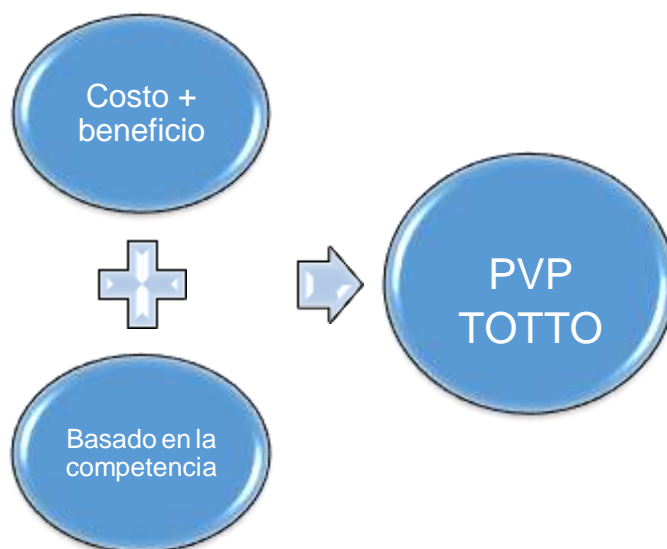 Costo +
beneficio
PVP
TOTTO
Basado en la
competencia